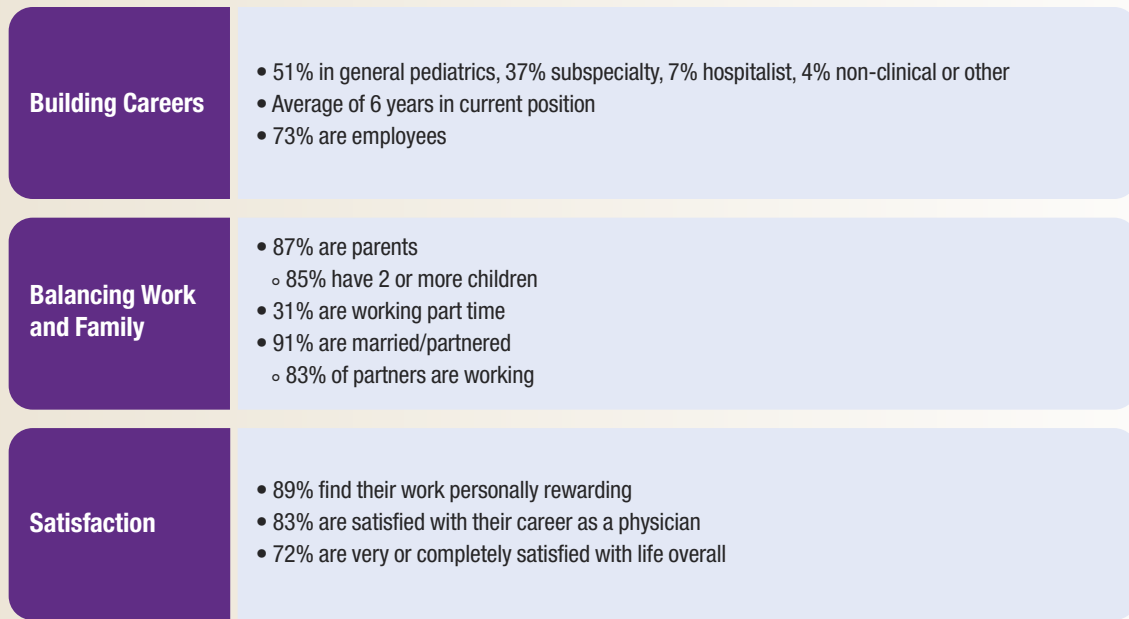 Building Careers
• 51% in general pediatrics, 37% subspecialty, 7% hospitalist, 4% non-clinical or other
• Average of 6 years in current position
• 73% are employees
Balancing Work
and Family
• 87% are parents
◦ 85% have 2 or more children
• 31% are working part time
• 91% are married/partnered
◦ 83% of partners are working
Satisfaction
• 89% find their work personally rewarding
• 83% are satisfied with their career as a physician
• 72% are very or completely satisfied with life overall